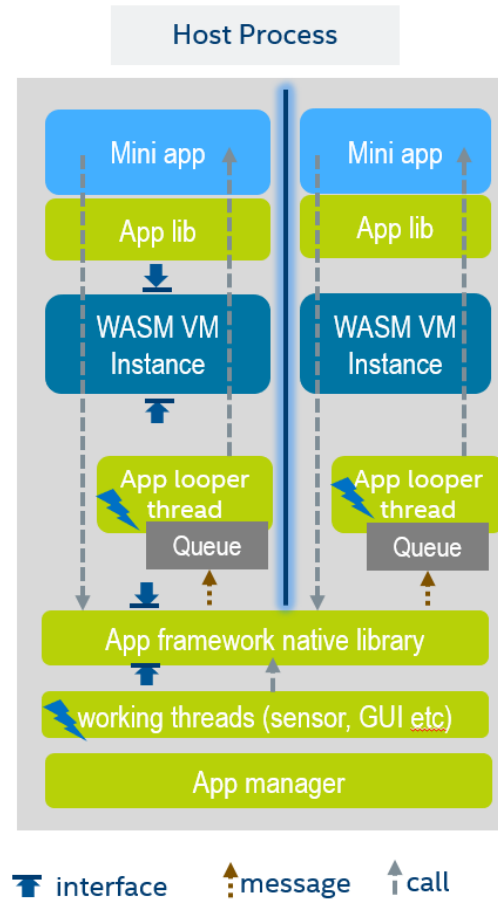 Host Process
Mini app
Mini app
App lib
App lib
WASM VM
Instance
WASM VM
Instance
App looper
thread
App looper
thread
Queue
Queue
App framework native library
working threads (sensor, GUI etc)
App manager
interface
message
call